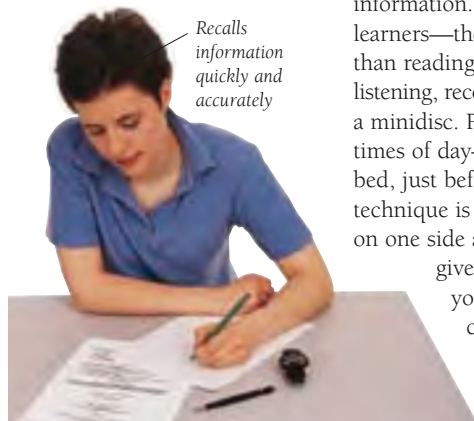 Recalls
information
quickly and
accurately
information.
learners—the
than reading
listening, rec
a minidisc. F
times of day–
bed, just bef
technique is
on one side a
give
yo
c